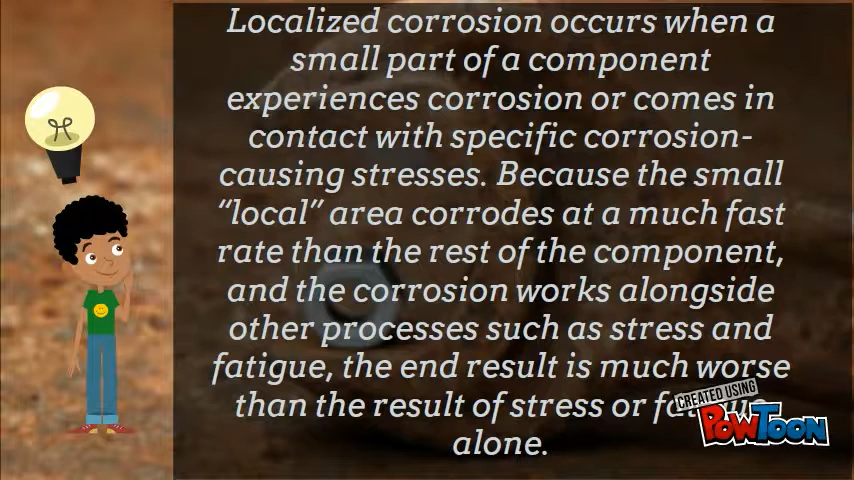 Localized corrosion occurs when a
small part of a component
experiences corrosion or comes in
contact with specific corrosion-
causing stresses. Because the small
“local” area corrodes at a much fast
rate than the rest of the component,
and the corrosion works alongside
other processes such as stress and
fatigue, the end result is much worse
than the result of stress or fatigue
alone.
CREATED USING
POWTOON